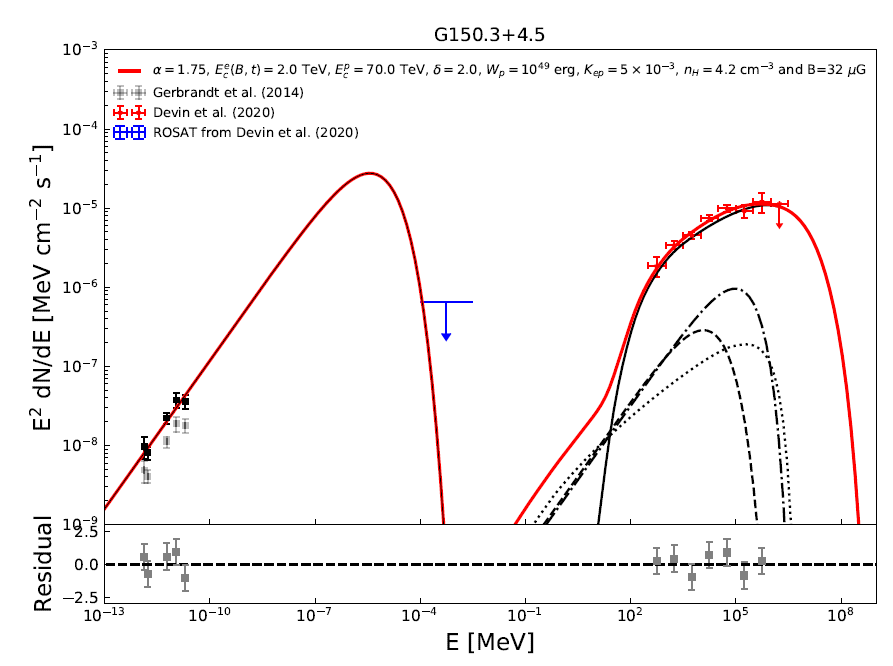 G150.3+4.5
α = 1.75, E_c^e(B, t) = 2.0 TeV, E_c^p = 70.0 TeV, δ = 2.0, W_p = 10^49 erg, K_ep = 5 × 10^−3, n_H = 4.2 cm^−3 and B=32 μG
Gerbrandt et al. (2014)
Devin et al. (2020)
ROSAT from Devin et al. (2020)
E^2 dN/dE [MeV cm^−2 s^−1]
10^−3
10^−4
10^−5
10^−6
10^−7
10^−8
10^−9
Residual
2.5
0.0
−2.5
10^−13
10^−10
10^−7
10^−4
10^−1
10^2
10^5
10^8
E [MeV]